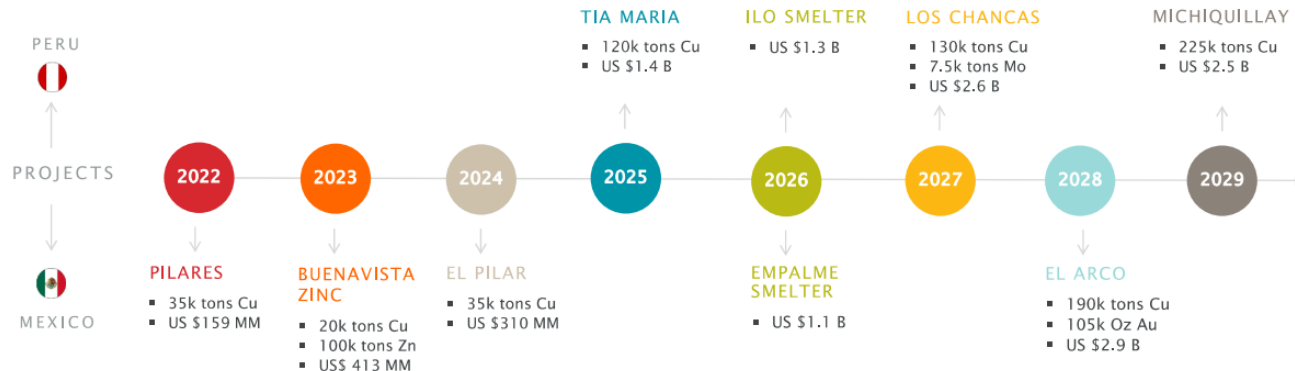 PERU
PROJECTS
MEXICO
TIA MARIA
▪ 120k tons Cu
▪ US $1.4 B
ILO SMELTER
▪ US $1.3 B
LOS CHANCAS
▪ 130k tons Cu
▪ 7.5k tons Mo
▪ US $2.6 B
MICHIQUILLAY
▪ 225k tons Cu
▪ US $2.5 B
2022
2023
2024
2025
2026
2027
2028
2029
PILARES
▪ 35k tons Cu
▪ US $159 MM
BUENAVISTA
ZINC
▪ 20k tons Cu
▪ 100k tons Zn
▪ US$ 413 MM
EL PILAR
▪ 35k tons Cu
▪ US $310 MM
EMPALME
SMELTER
▪ US $1.1 B
EL ARCO
▪ 190k tons Cu
▪ 105k Oz Au
▪ US $2.9 B